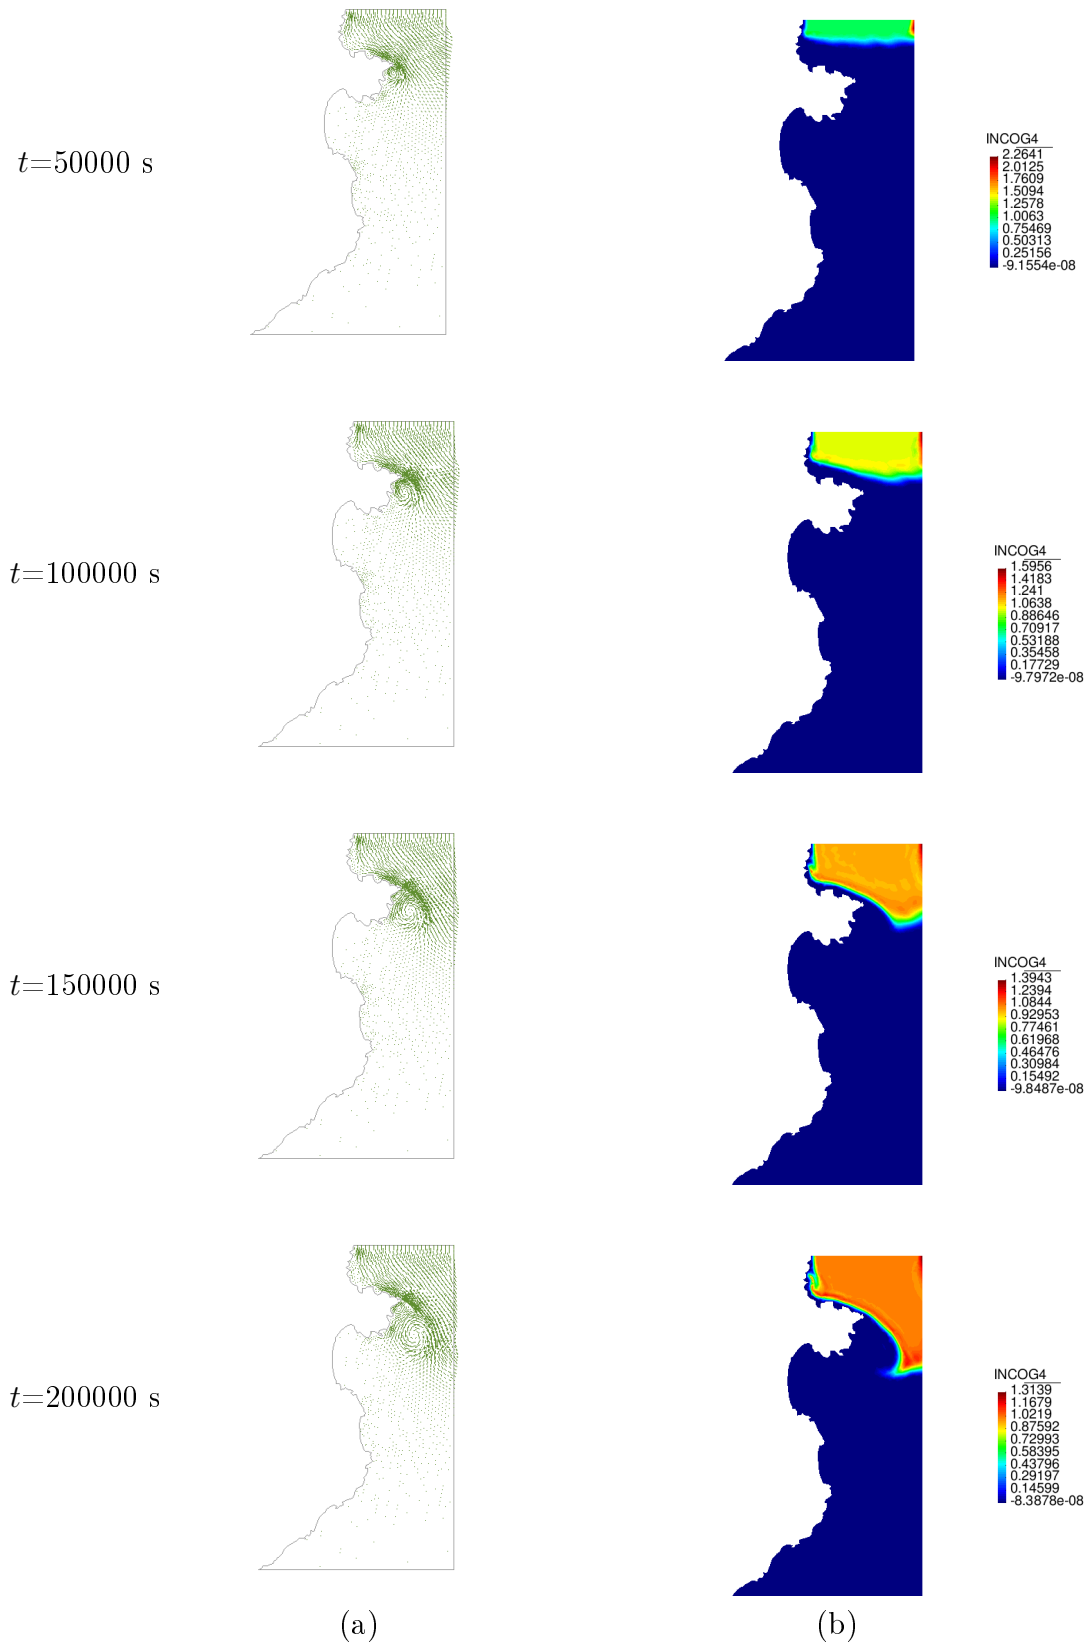 t=50000 s
INCOG4
2.2641
2.0125
1.7609
1.5094
1.2578
1.0063
0.75469
0.50313
0.25156
-9.1554e-08
t=100000 s
INCOG4
1.5956
1.4183
1.241
1.0638
0.88646
0.70917
0.53188
0.35458
0.17729
-9.7972e-08
t=150000 s
INCOG4
1.3943
1.2394
1.0844
0.92953
0.77461
0.61968
0.46476
0.30984
0.15492
-9.8487e-08
t=200000 s
INCOG4
1.3139
1.1679
1.0219
0.87592
0.72993
0.58395
0.43796
0.29197
0.14599
-8.3878e-08
(a)
(b)